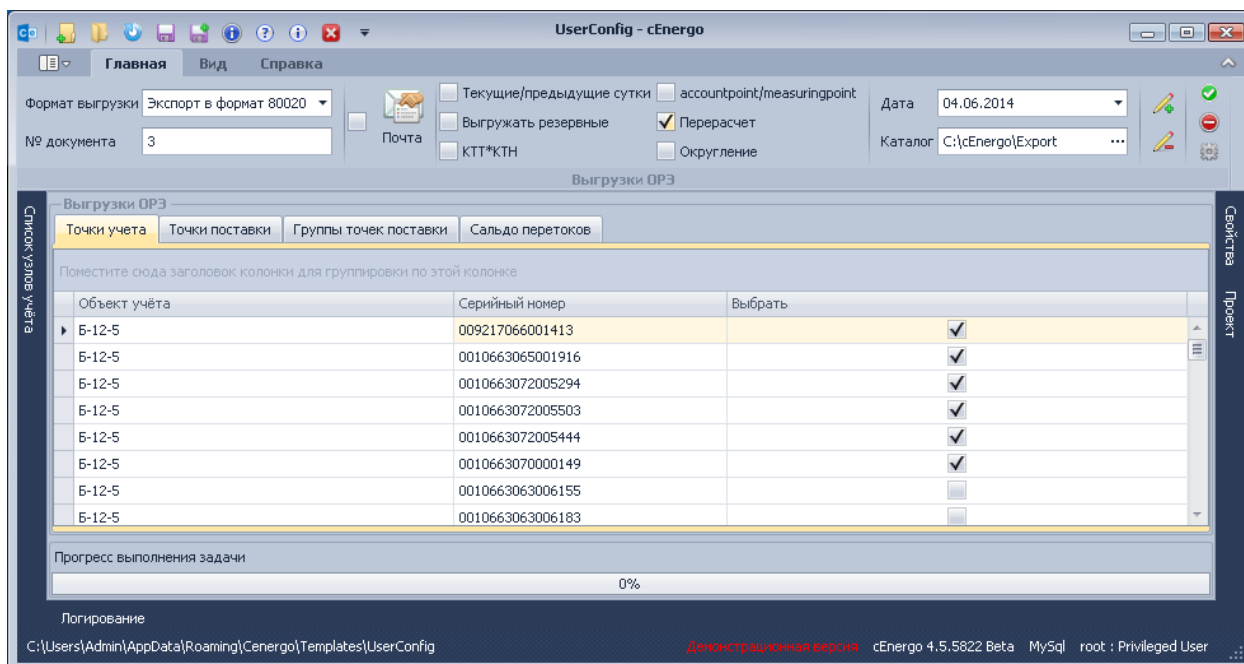 UserConfig - cEnergo
Главная Вид Справка
Формат выгрузки Экспорт в формат 80020
№ документа 3
Почта
Текущие/предыдущие сутки accountpoint/measuringpoint
Выгружать резервные Перерасчет
КТТ*КТН Округление
Дата 04.06.2014
Каталог C:\cEnergo\Export ...
Выгрузки ОРЭ
Список узлов учёта
Свойства Проект
Выгрузки ОРЭ
Точки учета Точки поставки Группы точек поставки Сальдо перетоков
Поместите сюда заголовок колонки для группировки по этой колонке
Объект учёта Серийный номер Выбрать
Б-12-5 009217066001413
Б-12-5 0010663065001916
Б-12-5 0010663072005294
Б-12-5 0010663072005503
Б-12-5 0010663072005444
Б-12-5 0010663070000149
Б-12-5 0010663063006155
Б-12-5 0010663063006183
Прогресс выполнения задачи
0%
Логирование
C:\Users\Admin\AppData\Roaming\Cenergo\Templates\UserConfig Демонстрационная версия cEnergo 4.5.5822 Beta MySql root : Privileged User